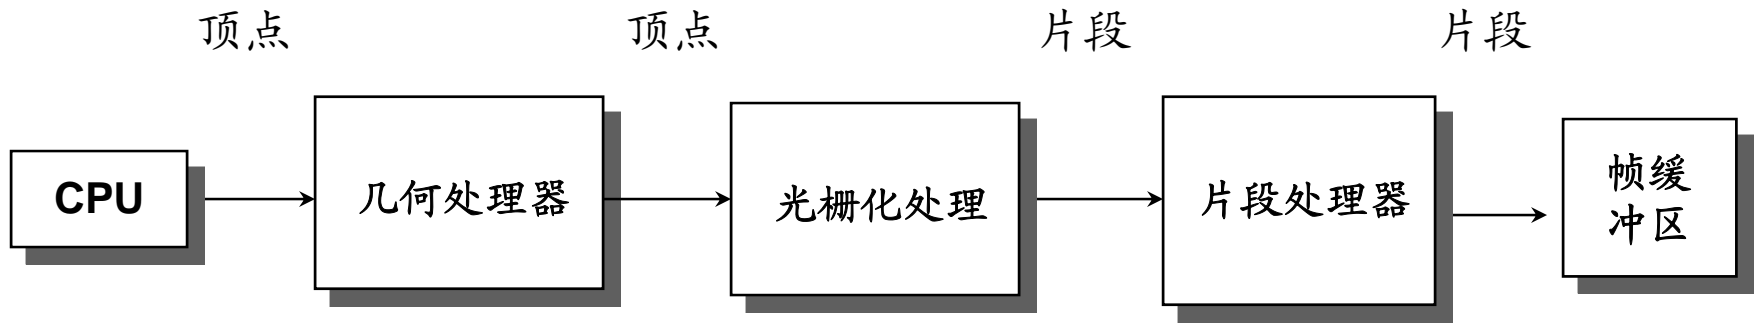 顶点 顶点 片段 片段
CPU
几何处理器
光栅化处理
片段处理器
帧缓
冲区